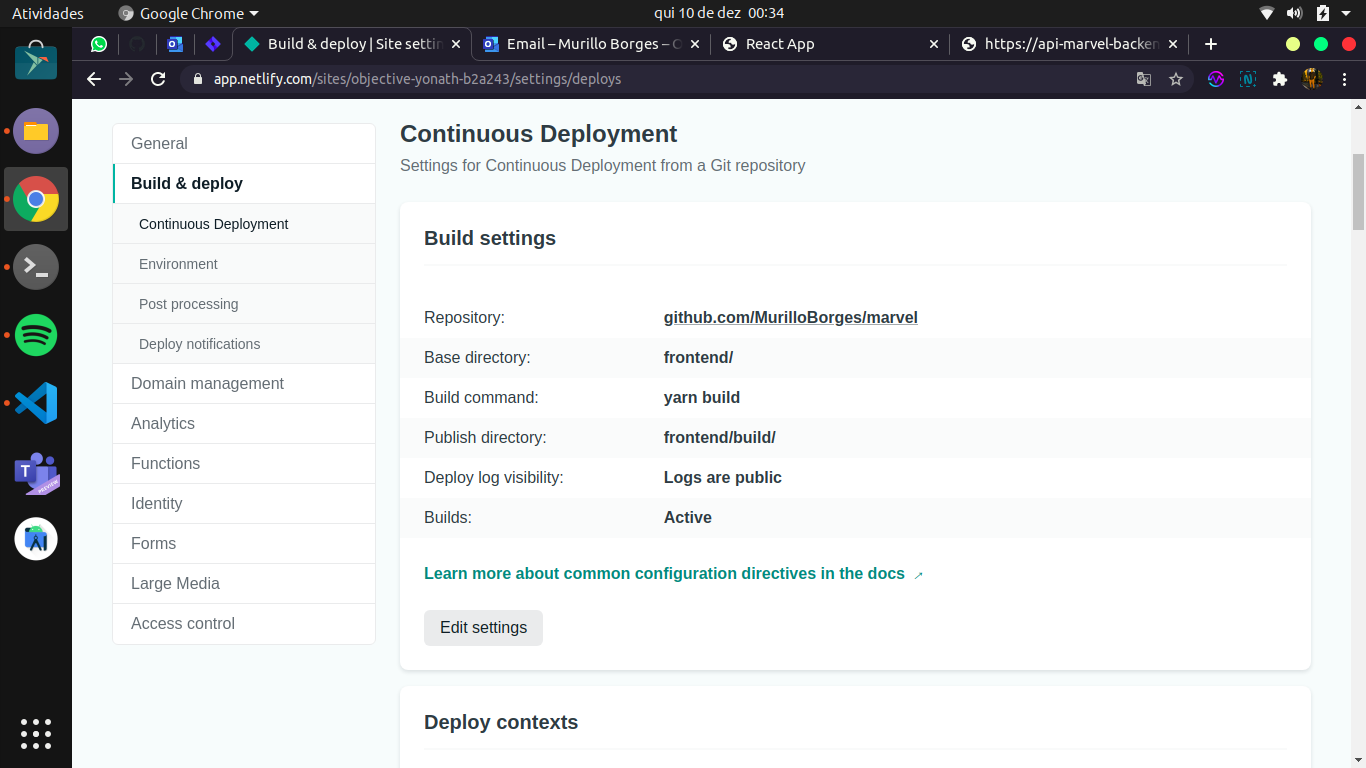 Atividades
Google Chrome
qui 10 de dez 00:34
Build & deploy | Site settin
Email – Murillo Borges – O
React App
https://api-marvel-backen
app.netlify.com/sites/objective-yonath-b2a243/settings/deploys
General
Build & deploy
Continuous Deployment
Environment
Post processing
Deploy notifications
Domain management
Analytics
Functions
Identity
Forms
Large Media
Access control
Continuous Deployment
Settings for Continuous Deployment from a Git repository
Build settings
Repository: github.com/MurilloBorges/marvel
Base directory: frontend/
Build command: yarn build
Publish directory: frontend/build/
Deploy log visibility: Logs are public
Builds: Active
Learn more about common configuration directives in the docs
Edit settings
Deploy contexts